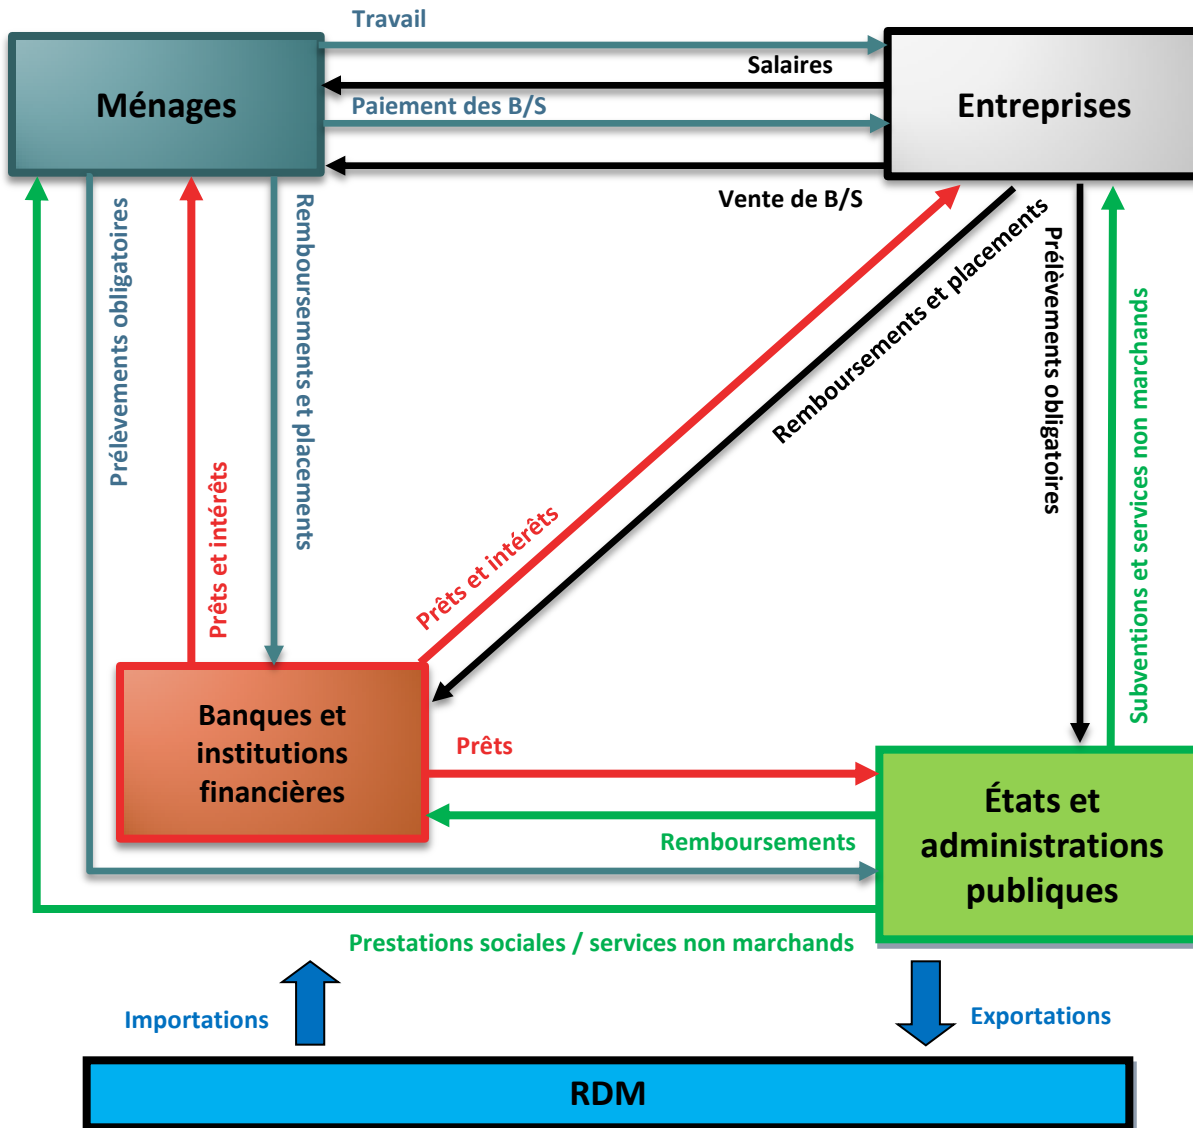 Travail
Ménages
Salaires
Entreprises
Paiement des B/S
Vente de B/S
Prélèvements obligatoires
Prêts et intérêts
Remboursements et placements
Prêts et intérêts
Remboursements et placements
Prélèvements obligatoires
Subventions et services non marchands
Banques et
institutions
financières
Prêts
Remboursements
États et
administrations
publiques
Prestations sociales / services non marchands
Importations
Exportations
RDM